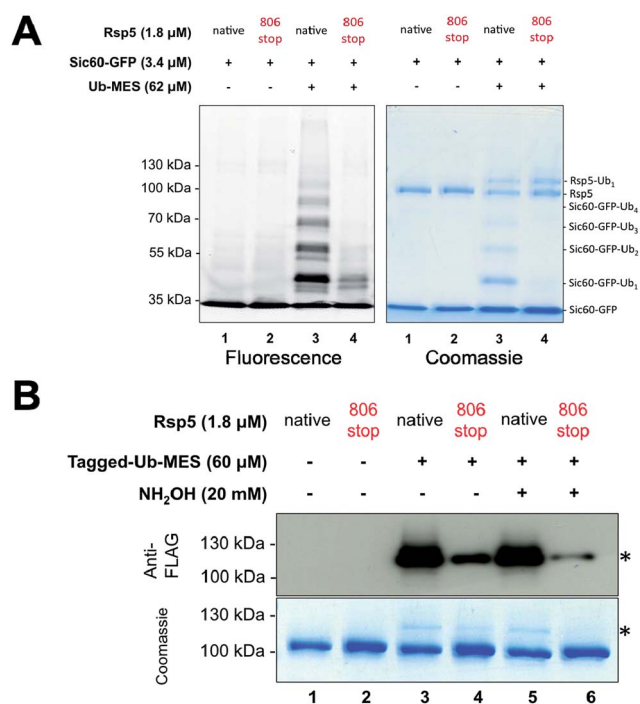 A
Rsp5 (1.8 µM) native 806 stop native 806 stop native 806 stop native 806 stop
Sic60-GFP (3.4 µM) + + + + + + + +
Ub-MES (62 µM) - - + + - - + +
130 kDa -
100 kDa -
70 kDa -
55 kDa -
35 kDa -
Rsp5-Ub₁
Rsp5
Sic60-GFP-Ub₄
Sic60-GFP-Ub₃
Sic60-GFP-Ub₂
Sic60-GFP-Ub₁
Sic60-GFP
1 2 3 4 1 2 3 4
Fluorescence Coomassie
B
Rsp5 (1.8 µM) native 806 stop native 806 stop native 806 stop
Tagged-Ub-MES (60 µM) - - + + + +
NH₂OH (20 mM) - - - - + +
Anti-FLAG
130 kDa -
100 kDa -
*
Coomassie
130 kDa -
100 kDa -
*
1 2 3 4 5 6